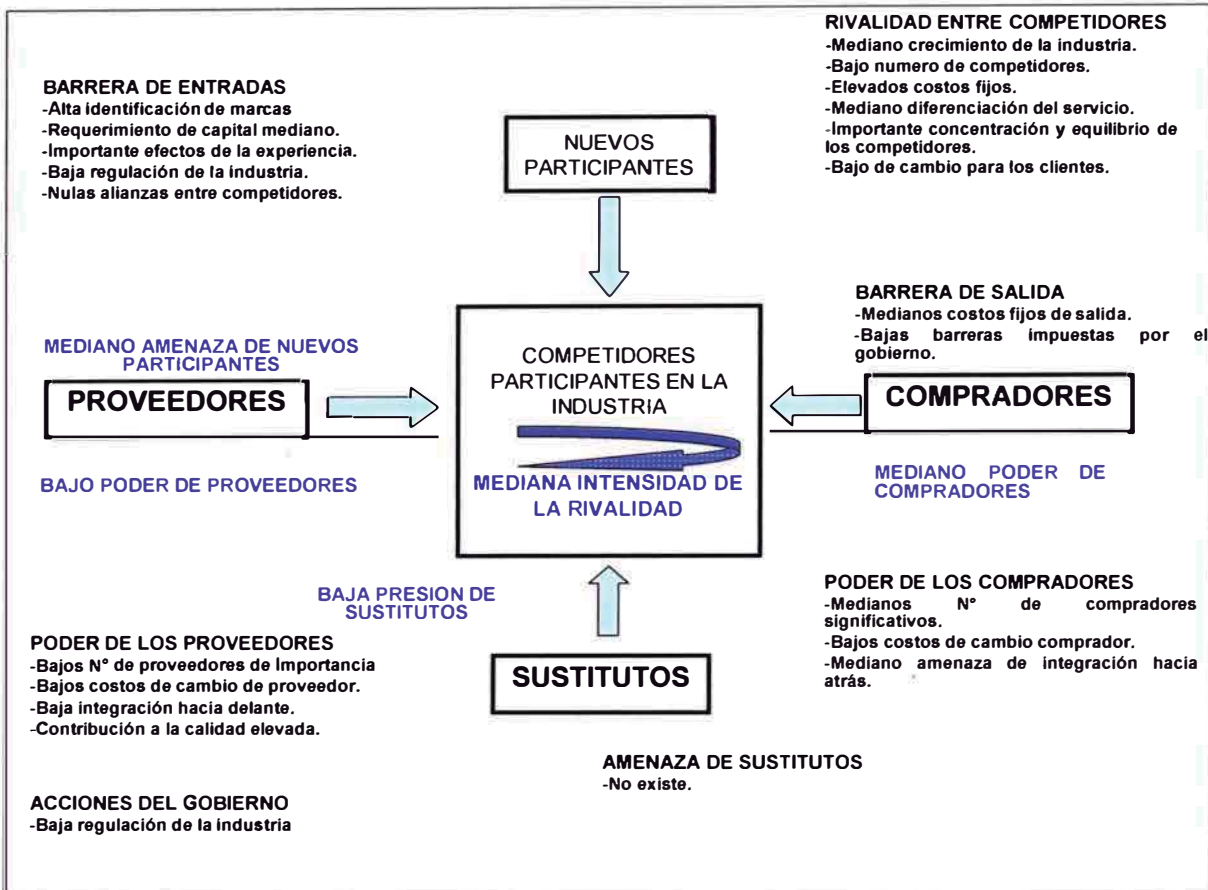 RIVALIDAD ENTRE COMPETIDORES
-Mediano crecimiento de la industria.
-Bajo numero de competidores.
-Elevados costos fijos.
-Mediano diferenciación del servicio.
-Importante concentración y equilibrio de
los competidores.
-Bajo de cambio para los clientes.
BARRERA DE ENTRADAS
-Alta identificación de marcas
-Requerimiento de capital mediano.
-Importante efectos de la experiencia.
-Baja regulación de la industria.
-Nulas alianzas entre competidores.
NUEVOS
PARTICIPANTES
BARRERA DE SALIDA
-Medianos costos fijos de salida.
-Bajas barreras impuestas por el
gobierno.
MEDIANO AMENAZA DE NUEVOS
PARTICIPANTES
PROVEEDORES
COMPETIDORES
PARTICIPANTES EN LA
INDUSTRIA
MEDIANA INTENSIDAD DE
LA RIVALIDAD
COMPRADORES
BAJO PODER DE PROVEEDORES
MEDIANO PODER DE
COMPRADORES
BAJA PRESION DE
SUSTITUTOS
PODER DE LOS COMPRADORES
-Medianos N° de compradores
significativos.
-Bajos costos de cambio comprador.
-Mediano amenaza de integración hacia
atrás.
PODER DE LOS PROVEEDORES
-Bajos N° de proveedores de Importancia
-Bajos costos de cambio de proveedor.
-Baja integración hacia delante.
-Contribución a la calidad elevada.
SUSTITUTOS
AMENAZA DE SUSTITUTOS
-No existe.
ACCIONES DEL GOBIERNO
-Baja regulación de la industria